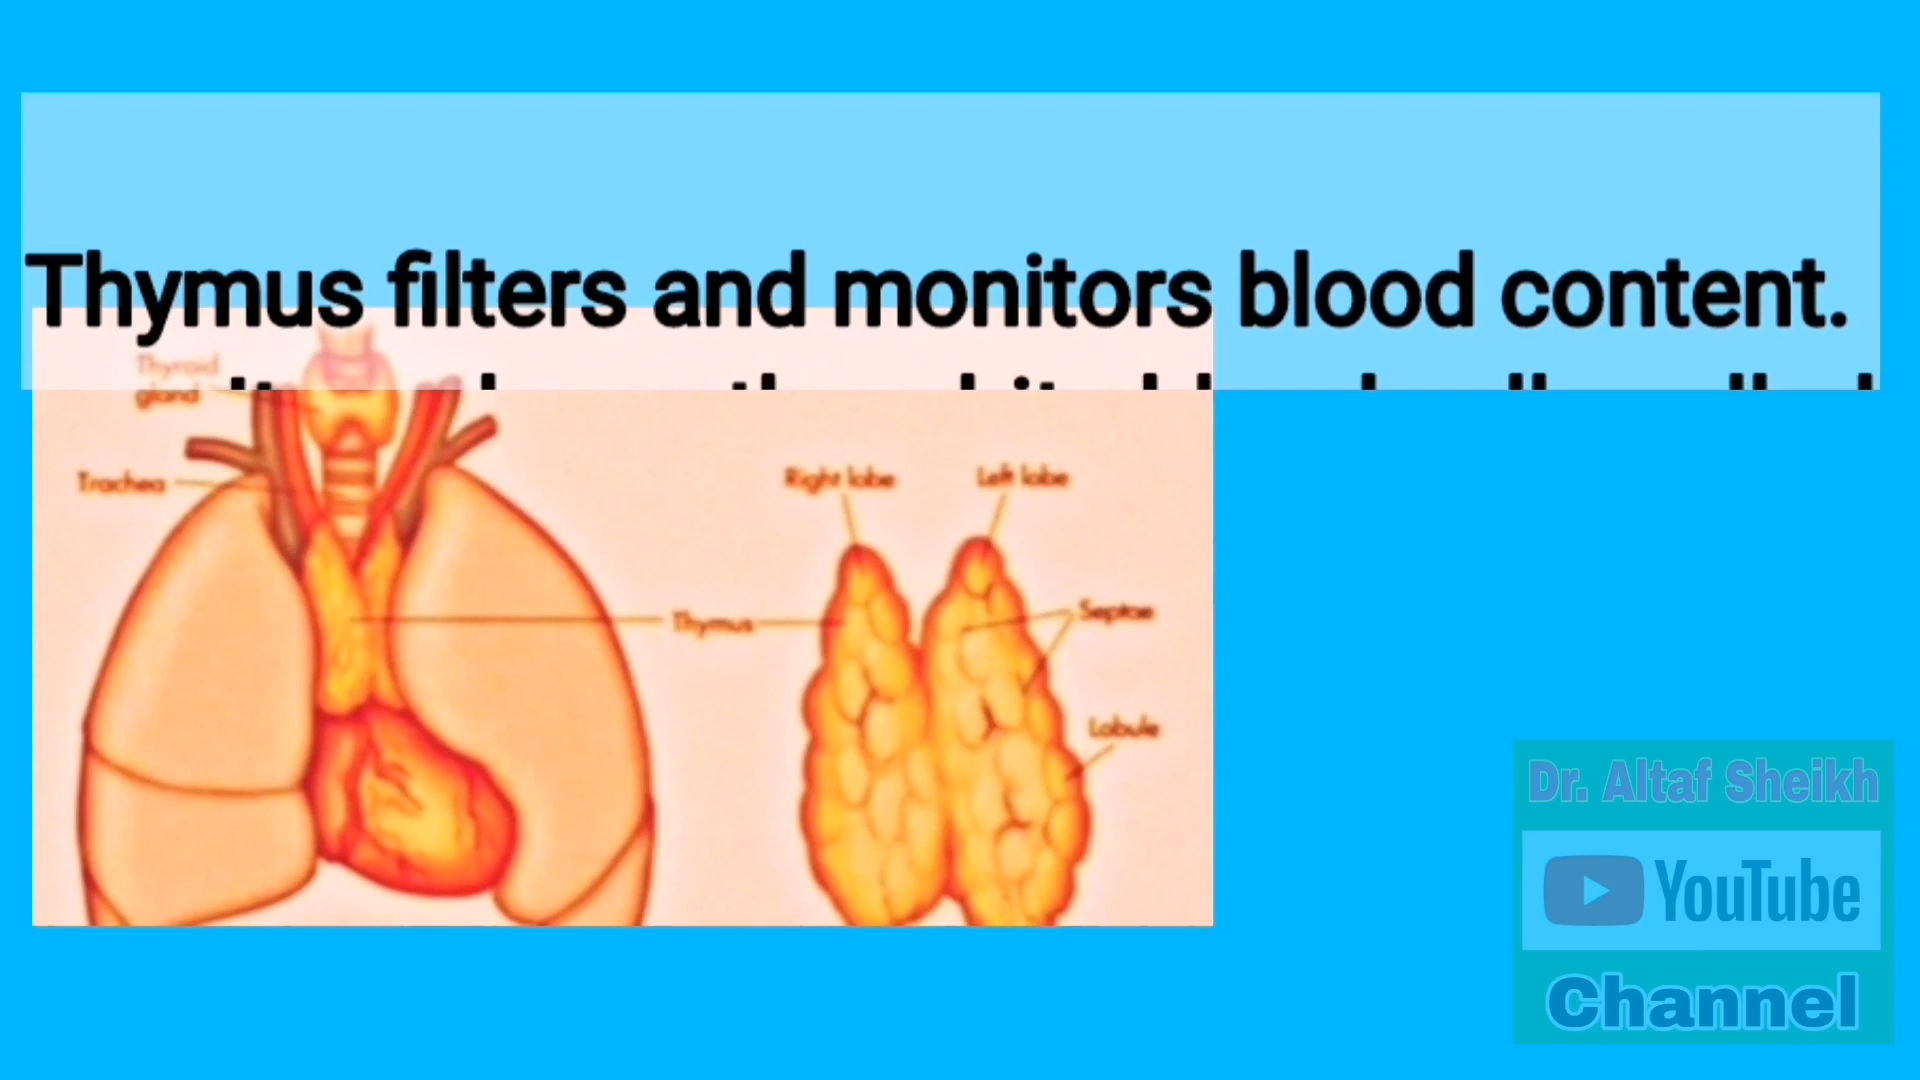 Thymus filters and monitors blood content.
Thyroid
gland
Trachea
Right lobe
Left lobe
Thymus
Septae
Lobule
Dr. Altaf Sheikh
YouTube
Channel